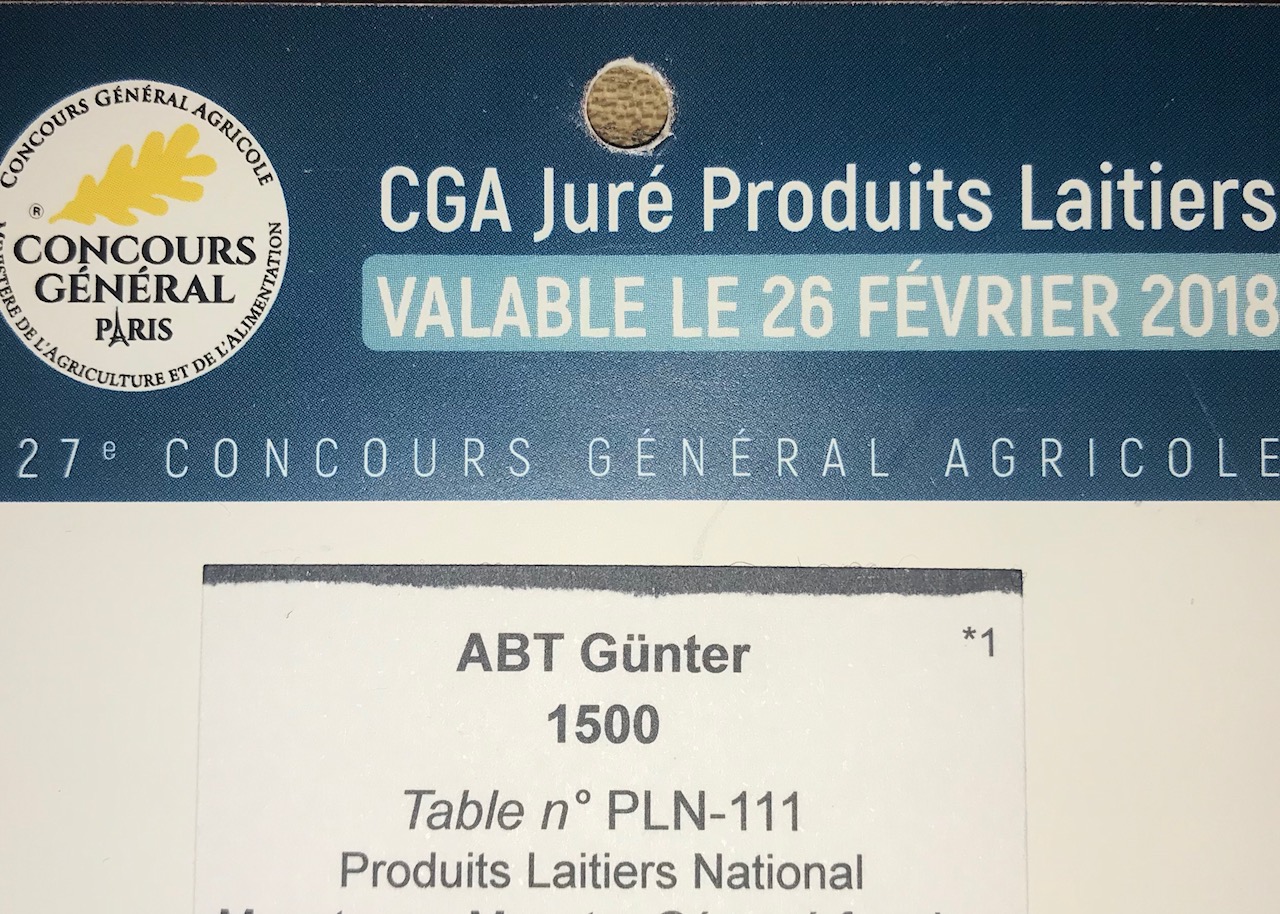 CONCOURS GÉNÉRAL AGRICOLE
®
CONCOURS
GÉNÉRAL
PARIS
DE L'AGRICULTURE ET DE L'ALIMENTATION
CGA Juré Produits Laitiers
VALABLE LE 26 FÉVRIER 2018
27e CONCOURS GÉNÉRAL AGRICOLE
ABT Günter
*1
1500
Table n° PLN-111
Produits Laitiers National